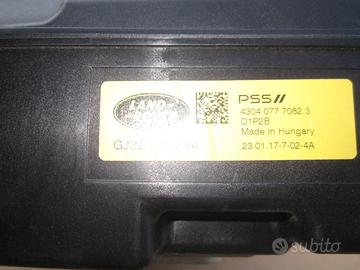 LAND-
ROVER
PSS//
4304 077 7082.3
D1P2B
Made in Hungary
23.01.17-7-02-4A
subito